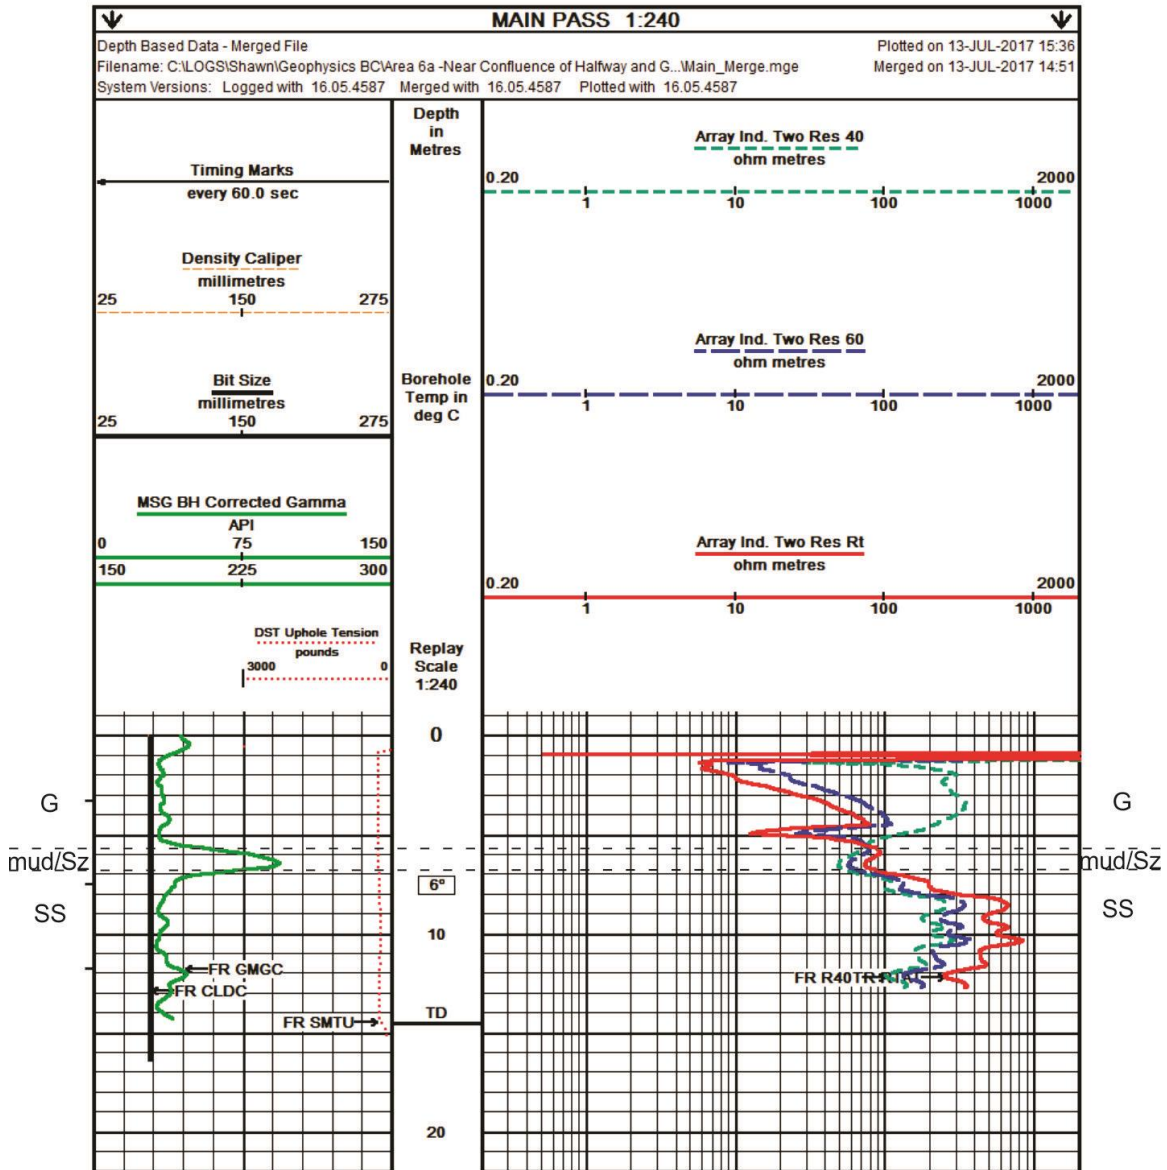 MAIN PASS 1:240
Depth Based Data - Merged File
Plotted on 13-JUL-2017 15:36
Filename: C:\LOGS\Shawn\Geophysics BC\Area 6a -Near Confluence of Halfway and G...\Main_Merge.mge
Merged on 13-JUL-2017 14:51
System Versions: Logged with 16.05.4587 Merged with 16.05.4587 Plotted with 16.05.4587
Depth
in
Metres
Timing Marks
every 60.0 sec
Array Ind. Two Res 40
ohm metres
0.20 2000
1 10 100 1000
Density Caliper
millimetres
25 150 275
Array Ind. Two Res 60
ohm metres
0.20 2000
1 10 100 1000
Bit Size
millimetres
25 150 275
Borehole
Temp in
deg C
MSG BH Corrected Gamma
API
0 75 150
150 225 300
Array Ind. Two Res Rt
ohm metres
0.20 2000
1 10 100 1000
DST Uphole Tension
pounds
3000 0
Replay
Scale
1:240
0
G G
mud/Sz mud/Sz
6°
SS SS
10
FR GMGC
FR CLDC
FR R40T
FR SMTU
TD
20